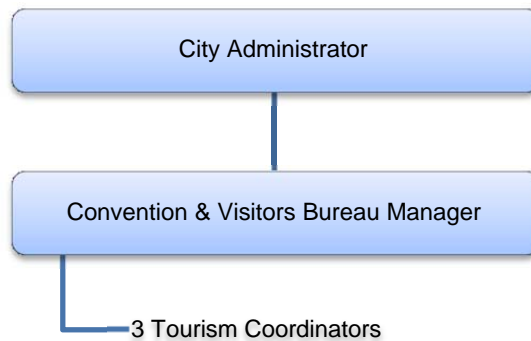 City Administrator
Convention & Visitors Bureau Manager
3 Tourism Coordinators